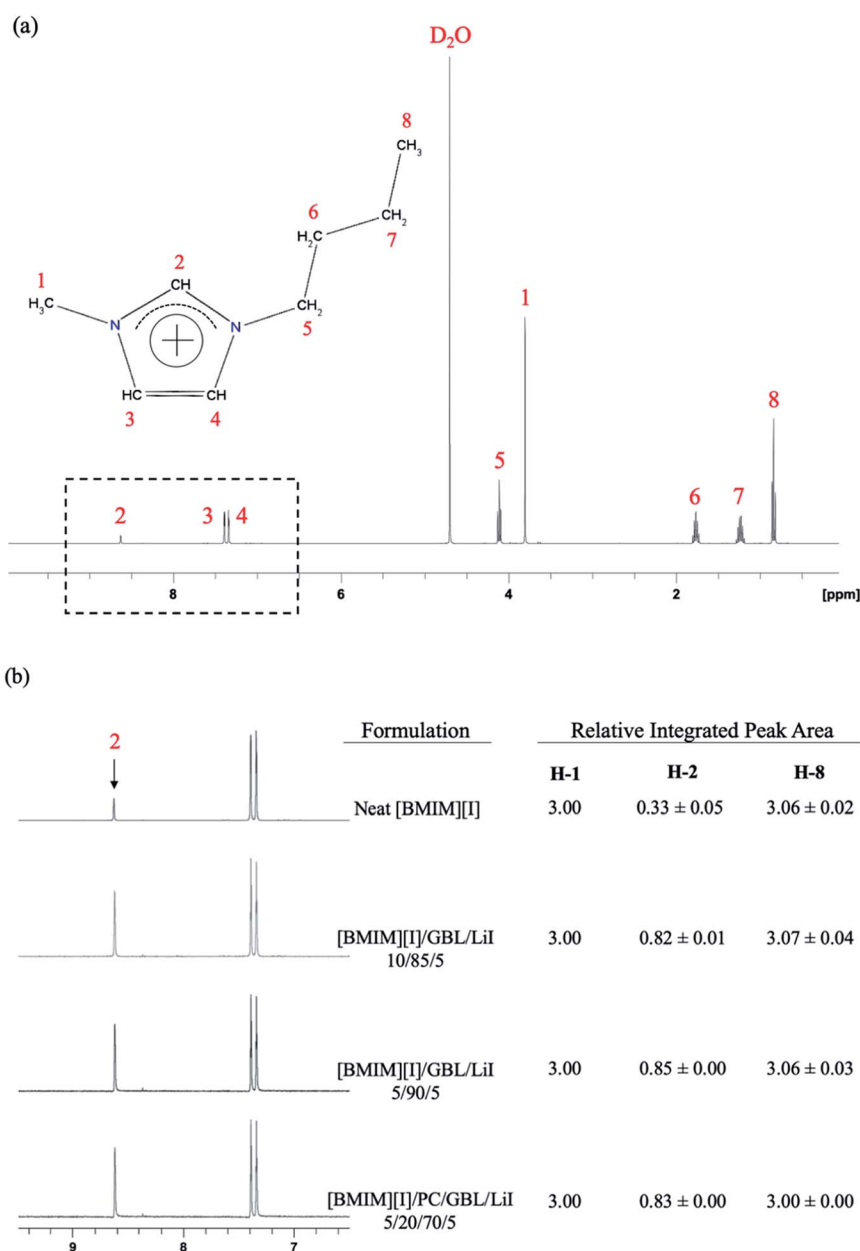 (a)
D₂O
8
CH₃
6
H₂C
CH₂
7
2
CH
1
H₃C
N
N
CH₂
5
HC
CH
3
4
1
8
5
6
7
2
3
4
8
6
4
2
[ppm]
(b)
Formulation
Relative Integrated Peak Area
2
H-1
H-2
H-8
Neat [BMIM][I]
3.00
0.33 ± 0.05
3.06 ± 0.02
[BMIM][I]/GBL/LiI
3.00
0.82 ± 0.01
3.07 ± 0.04
10/85/5
[BMIM][I]/GBL/LiI
3.00
0.85 ± 0.00
3.06 ± 0.03
5/90/5
[BMIM][I]/PC/GBL/LiI
3.00
0.83 ± 0.00
3.00 ± 0.00
5/20/70/5
9
8
7